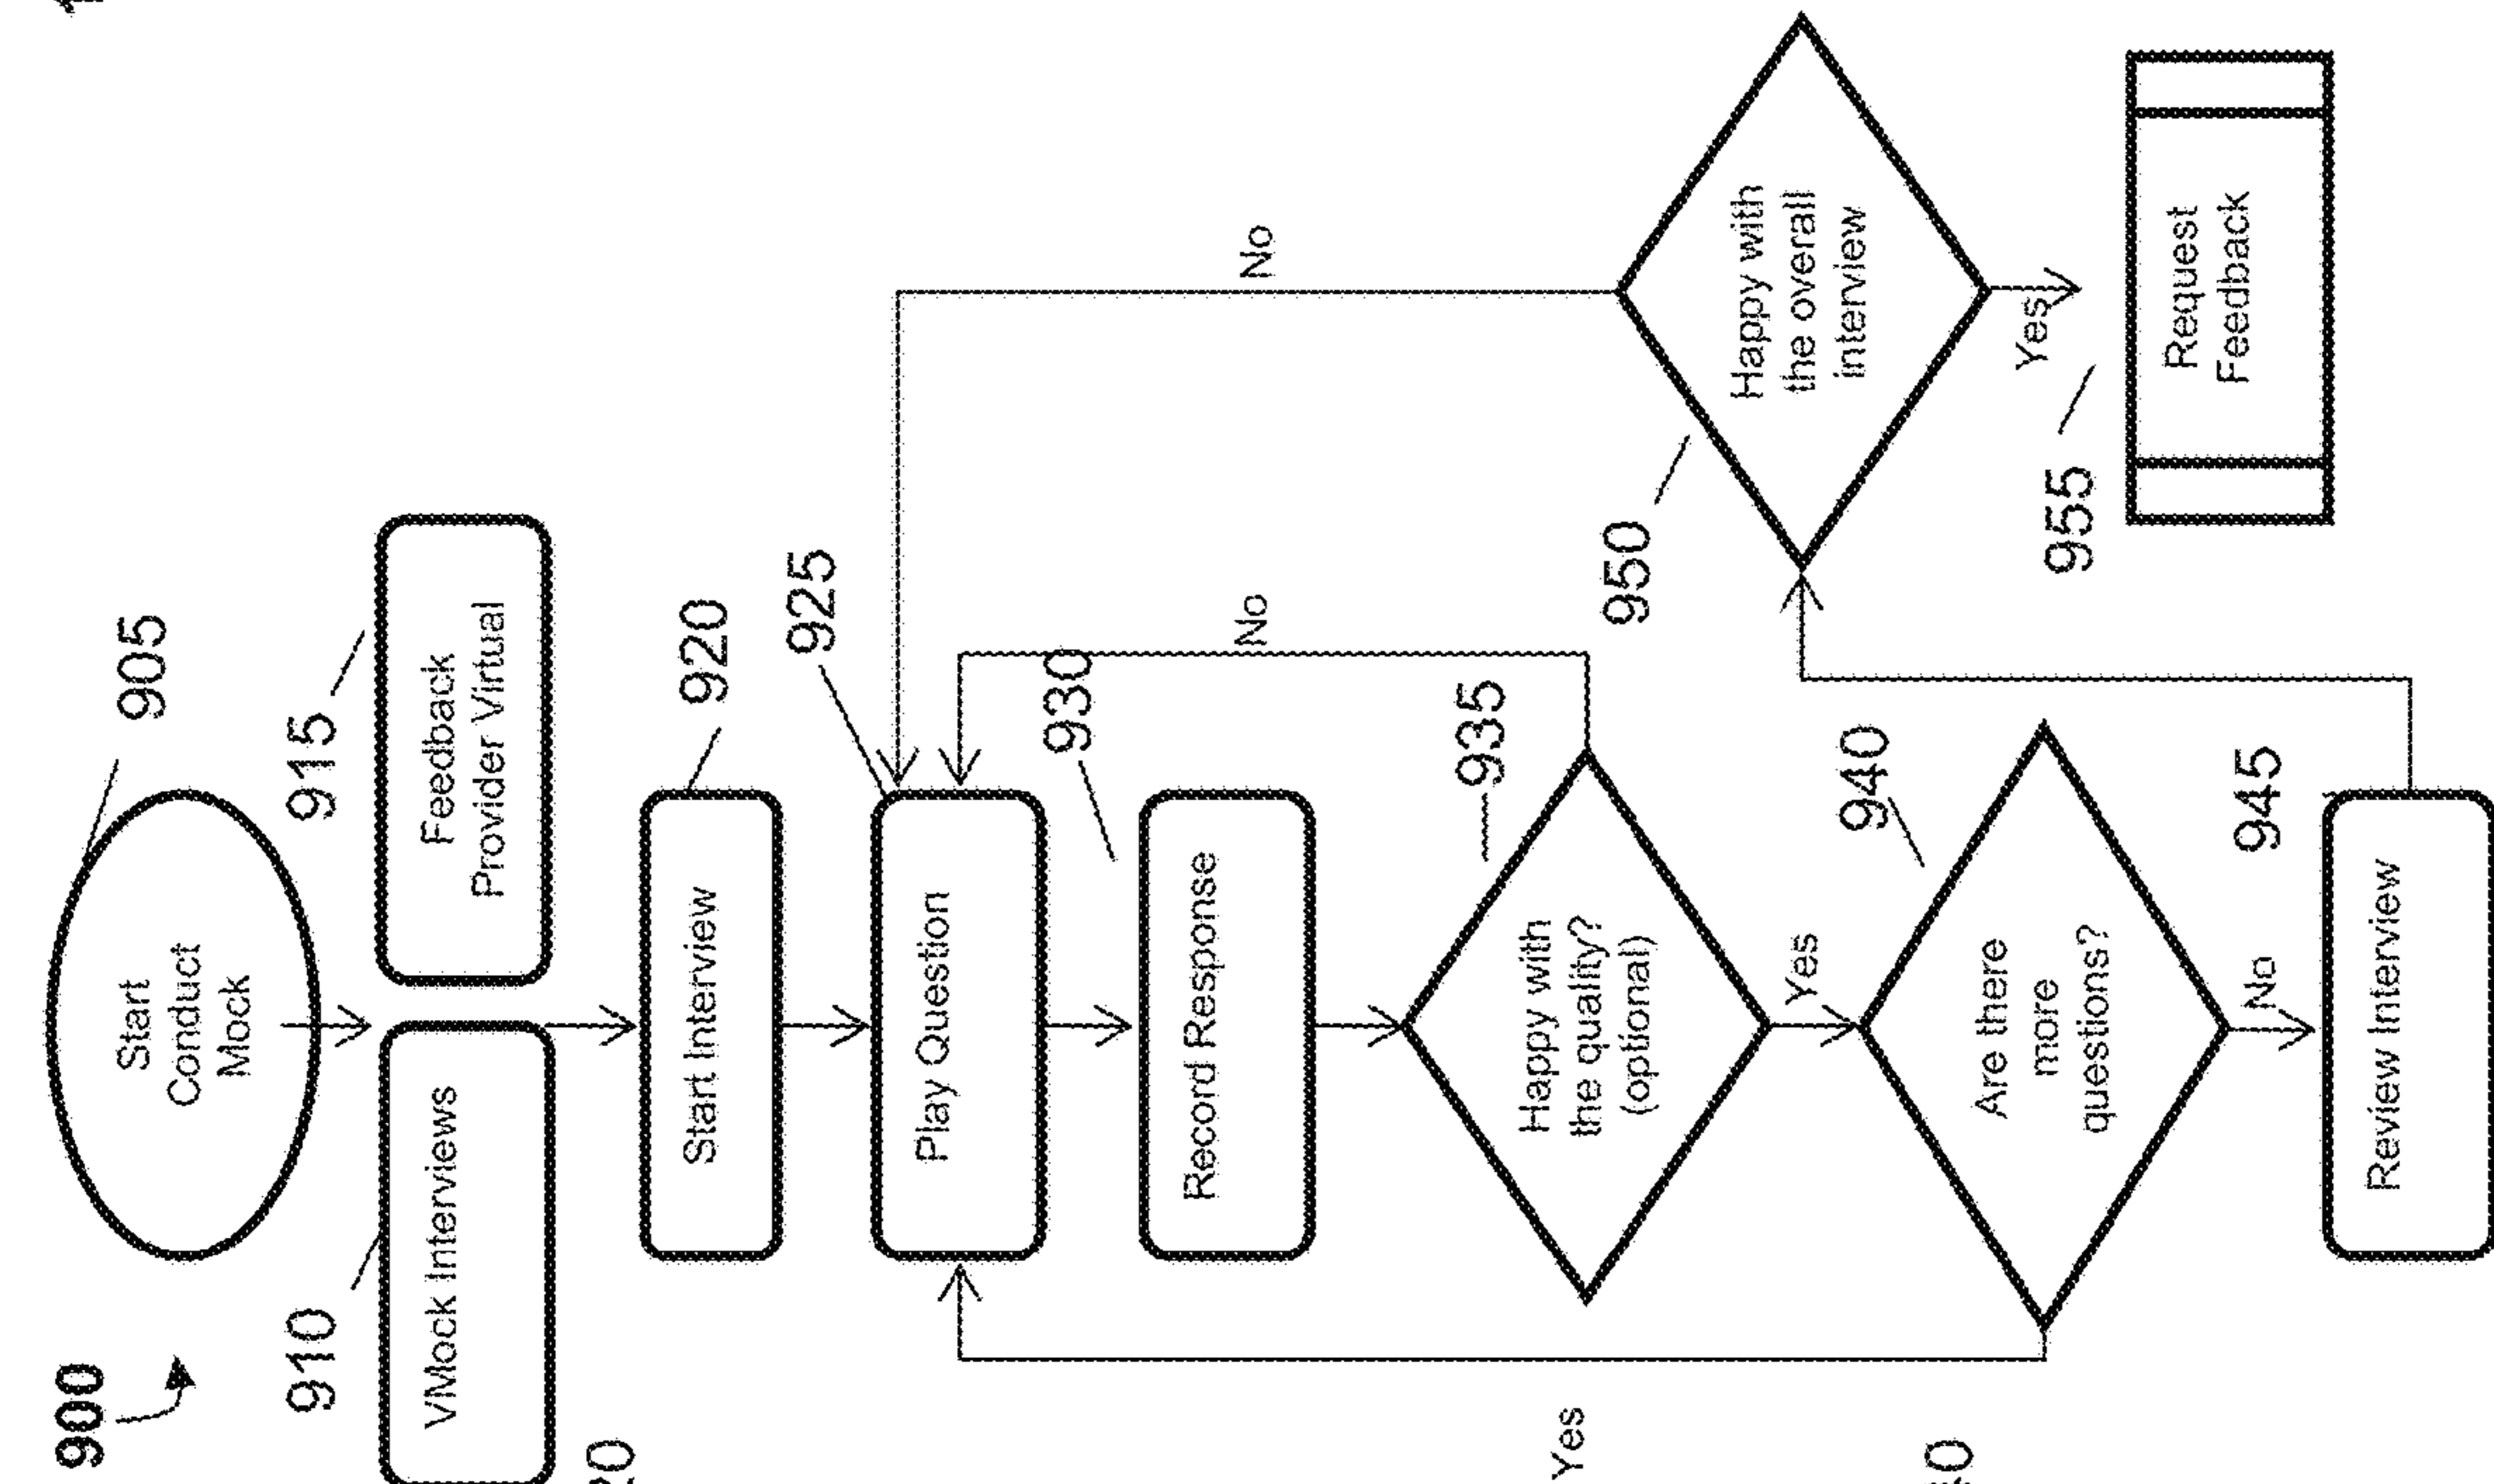 900
905
Start
Conduct
Mock
910
VMock Interviews
915
Feedback
Provider Virtual
920
Start Interview
925
Play Question
930
Record Response
935
Happy with
the quality?
(optional)
No
Yes
940
Are there
more
questions?
Yes
No
945
Review Interview
950
Happy with
the overall
interview
No
Yes
955
Request
Feedback